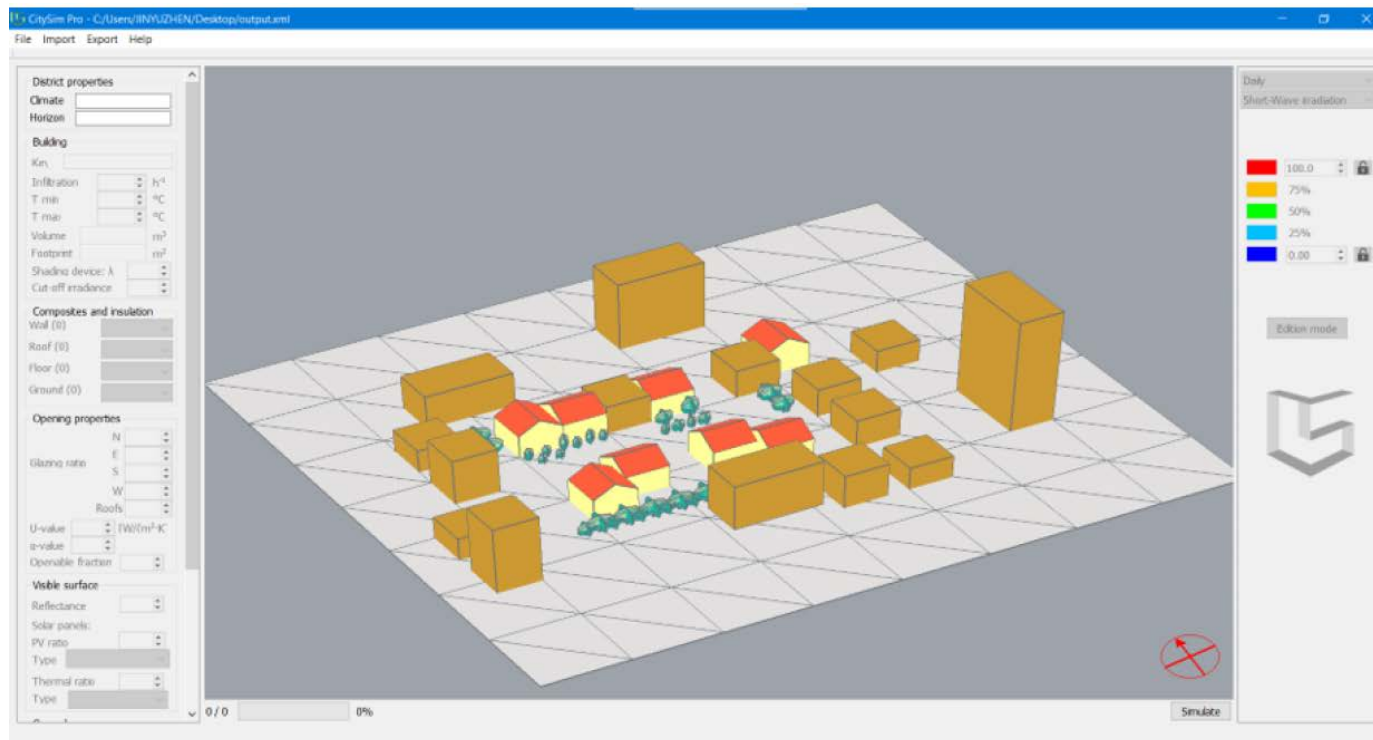 CitySim Pro - C:/Users/JINYUZHEN/Desktop/output.xml
File Import Export Help
District properties
Climate
Horizon
Building
Infiltration h⁻¹
T min °C
T max °C
Volume m³
Footprint m²
Shading device: λ
Cut-off irradiance
Composites and insulation
Wall (0)
Roof (0)
Floor (0)
Ground (0)
Opening properties
N
E
Glazing ratio
S
W
Roofs
U-value
g-value
Openable fraction
Visible surface
Reflectance
Solar panels:
PV ratio
Type
Thermal ratio
Type
0 / 0 0%
Simulate
Daily
Short-Wave irradiation
100.0
75%
50%
25%
0.00
Edition mode